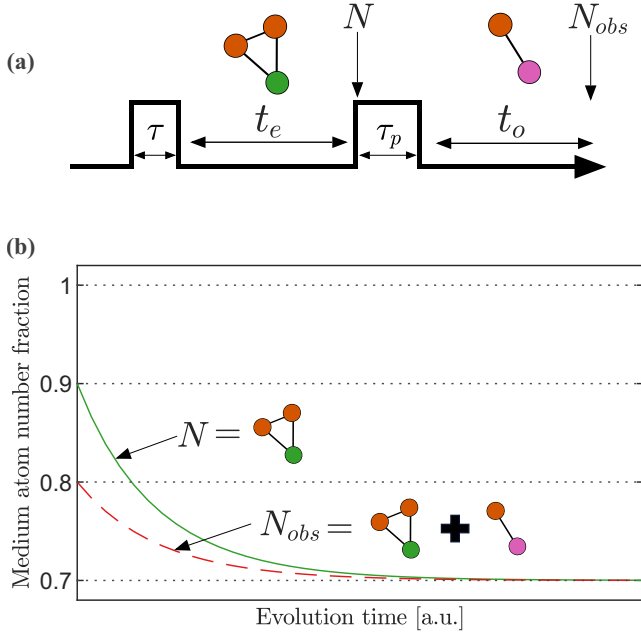 (a)
N
N_obs
τ
t_e
τ_p
t_o
(b)
Medium atom number fraction
1
0.9
0.8
0.7
N =
N_obs = +
Evolution time [a.u.]